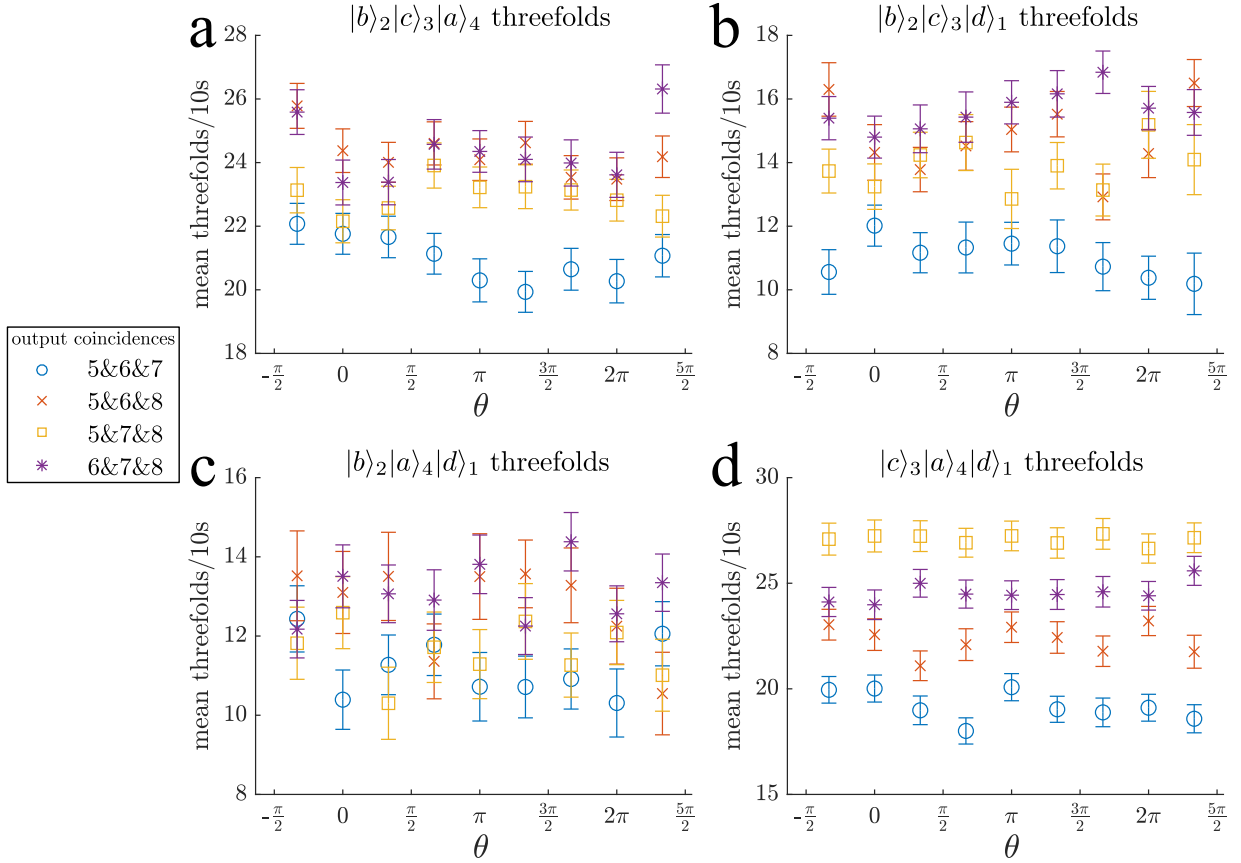 a
|b⟩₂|c⟩₃|a⟩₄ threefolds
mean threefolds/10s
28
26
24
22
20
18
-π/2 0 π/2 π 3π/2 2π 5π/2
θ
b
|b⟩₂|c⟩₃|d⟩₁ threefolds
mean threefolds/10s
18
16
14
12
10
8
-π/2 0 π/2 π 3π/2 2π 5π/2
θ
output coincidences
5&6&7
5&6&8
5&7&8
6&7&8
c
|b⟩₂|a⟩₄|d⟩₁ threefolds
mean threefolds/10s
16
14
12
10
8
-π/2 0 π/2 π 3π/2 2π 5π/2
θ
d
|c⟩₃|a⟩₄|d⟩₁ threefolds
mean threefolds/10s
30
25
20
15
-π/2 0 π/2 π 3π/2 2π 5π/2
θ